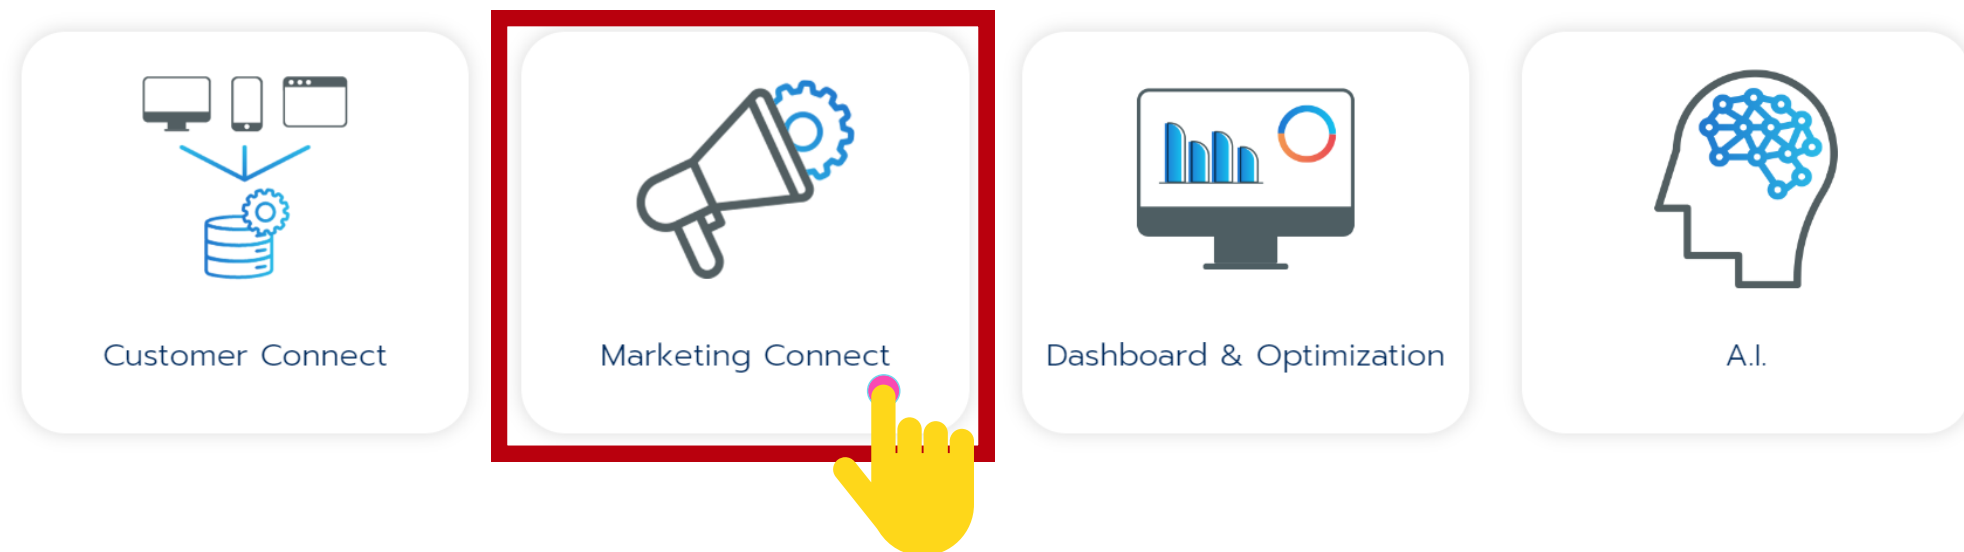 Customer Connect
Marketing Connect
Dashboard & Optimization
A.I.